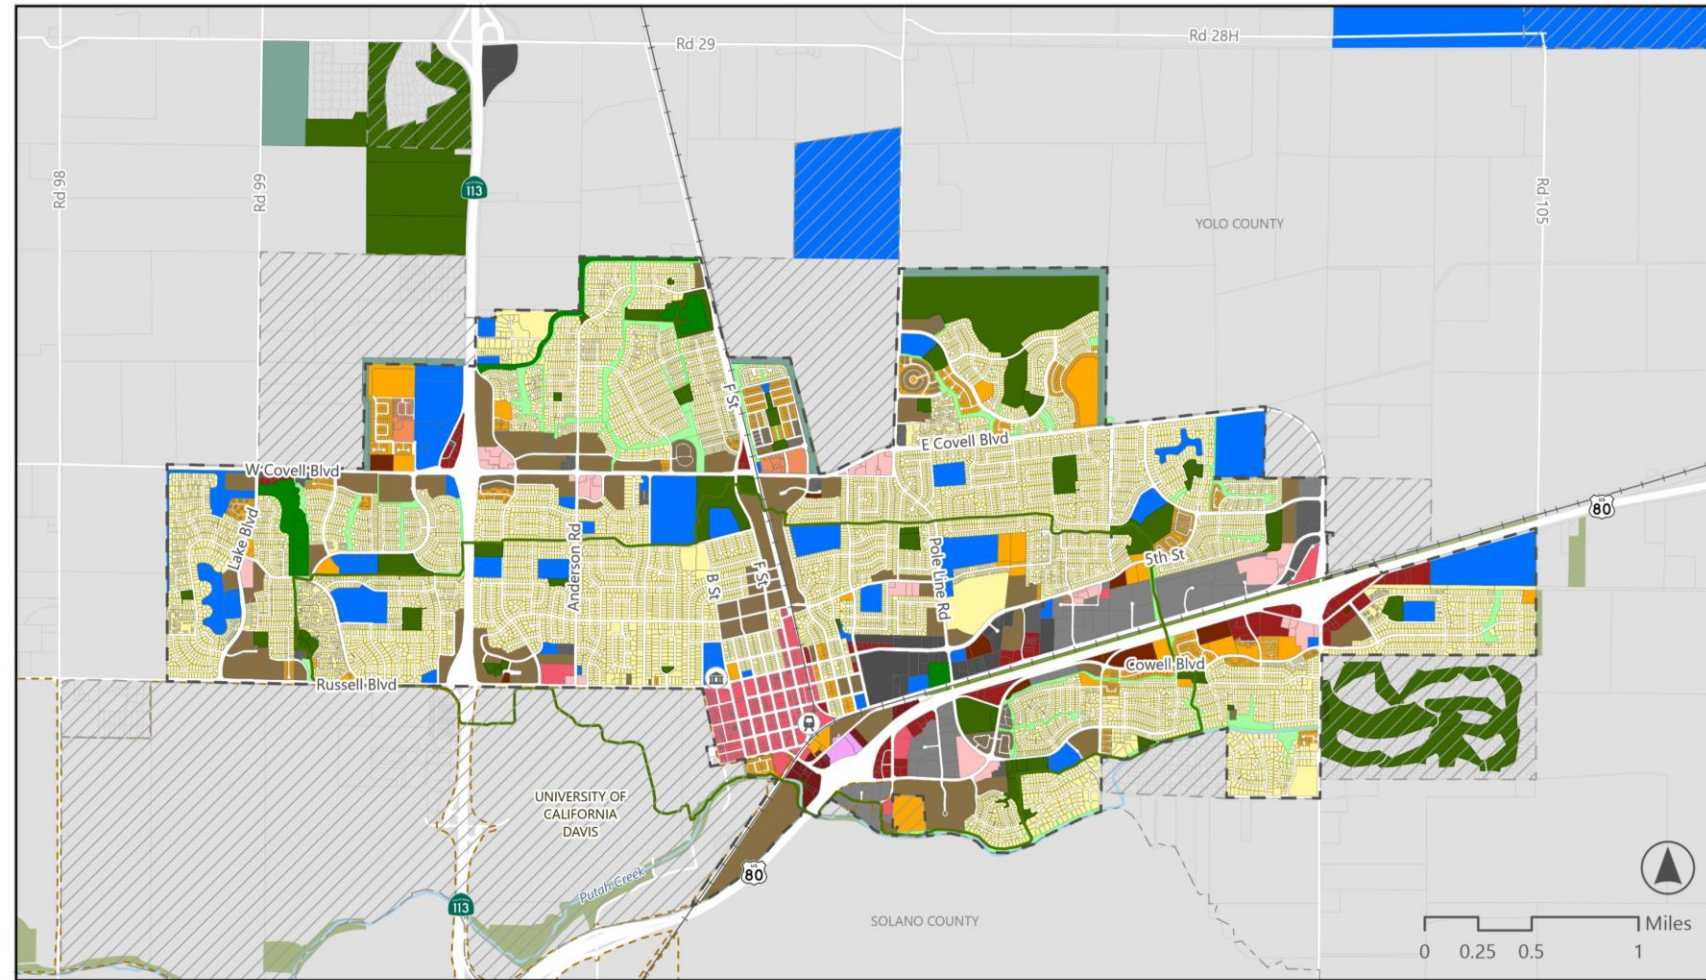 Rd 29
Rd 28H
Rd 98
Rd 99
113
Rd 105
YOLO COUNTY
F St
E Covell Blvd
W Covell Blvd
Lake Blvd
Anderson Rd
B St
F St
Pole Line Rd
5th St
US
80
Cowell Blvd
Russell Blvd
UNIVERSITY OF
CALIFORNIA
DAVIS
Putah Creek
US
80
113
SOLANO COUNTY
Miles
0 0.25 0.5 1